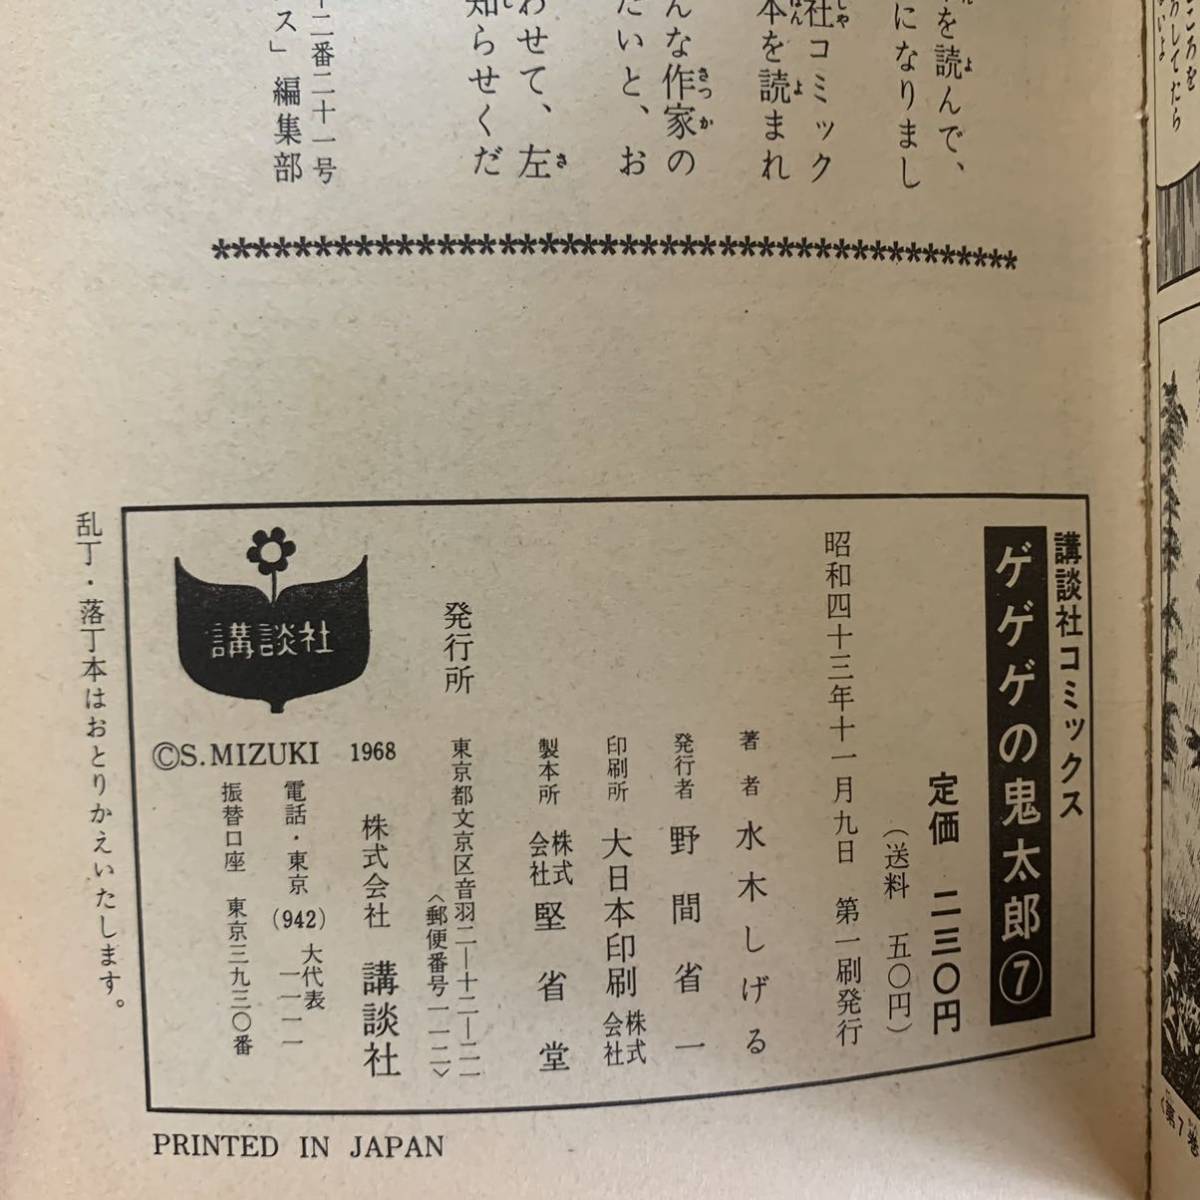 を読んで、
になりまし
社コミック
本を読まれ
んな作家の
たいと、お
わせて、左
知らせくだ
十二番二十一号
ス」編集部
****************************************
講談社コミックス
ゲゲゲの鬼太郎⑦
定価 二三〇円
(送料 五〇円)
昭和四十三年十一月九日 第一刷発行
著者 水木しげる
発行者 野間省一
印刷所 大日本印刷株式会社
製本所 株式会社堅省堂
発行所
東京都文京区音羽二―十二―二一
〈郵便番号一一二〉
株式会社 講談社
電話・東京(942)一一一一 大代表
振替口座 東京三九三〇番
講談社
©S. MIZUKI 1968
乱丁・落丁本はおとりかえいたします。
PRINTED IN JAPAN
(第7巻